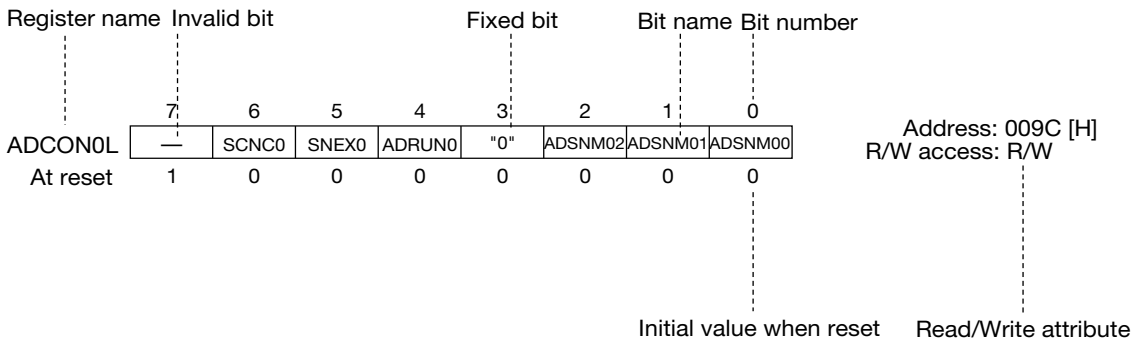 Register name Invalid bit Fixed bit Bit name Bit number
7 6 5 4 3 2 1 0
ADCON0L — SCNC0 SNEX0 ADRUN0 "0" ADSNM02 ADSNM01 ADSNM00 Address: 009C [H]
R/W access: R/W
At reset 1 0 0 0 0 0 0 0
Initial value when reset Read/Write attribute